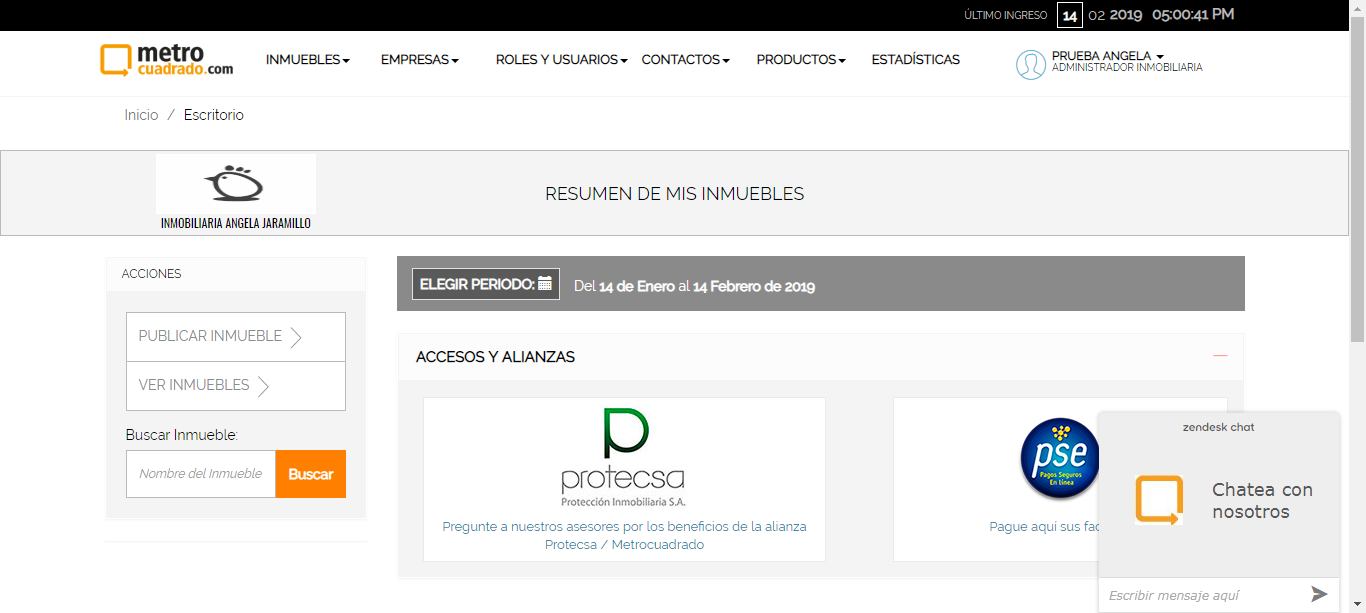 ÚLTIMO INGRESO 14 02 2019 05:00:41 PM
metro
cuadrado.com
INMUEBLES EMPRESAS ROLES Y USUARIOS CONTACTOS PRODUCTOS ESTADÍSTICAS
PRUEBA ANGELA
ADMINISTRADOR INMOBILIARIA
Inicio / Escritorio
INMOBILIARIA ANGELA JARAMILLO
RESUMEN DE MIS INMUEBLES
ACCIONES
PUBLICAR INMUEBLE
VER INMUEBLES
Buscar Inmueble:
Nombre del Inmueble Buscar
ELEGIR PERIODO: Del 14 de Enero al 14 Febrero de 2019
ACCESOS Y ALIANZAS
protecsa
Protección Inmobiliaria S.A.
Pregunte a nuestros asesores por los beneficios de la alianza
Protecsa / Metrocuadrado
pse
Pagos Seguros
En línea
Pague aquí sus fac
zendesk chat
Chatea con
nosotros
Escribir mensaje aquí